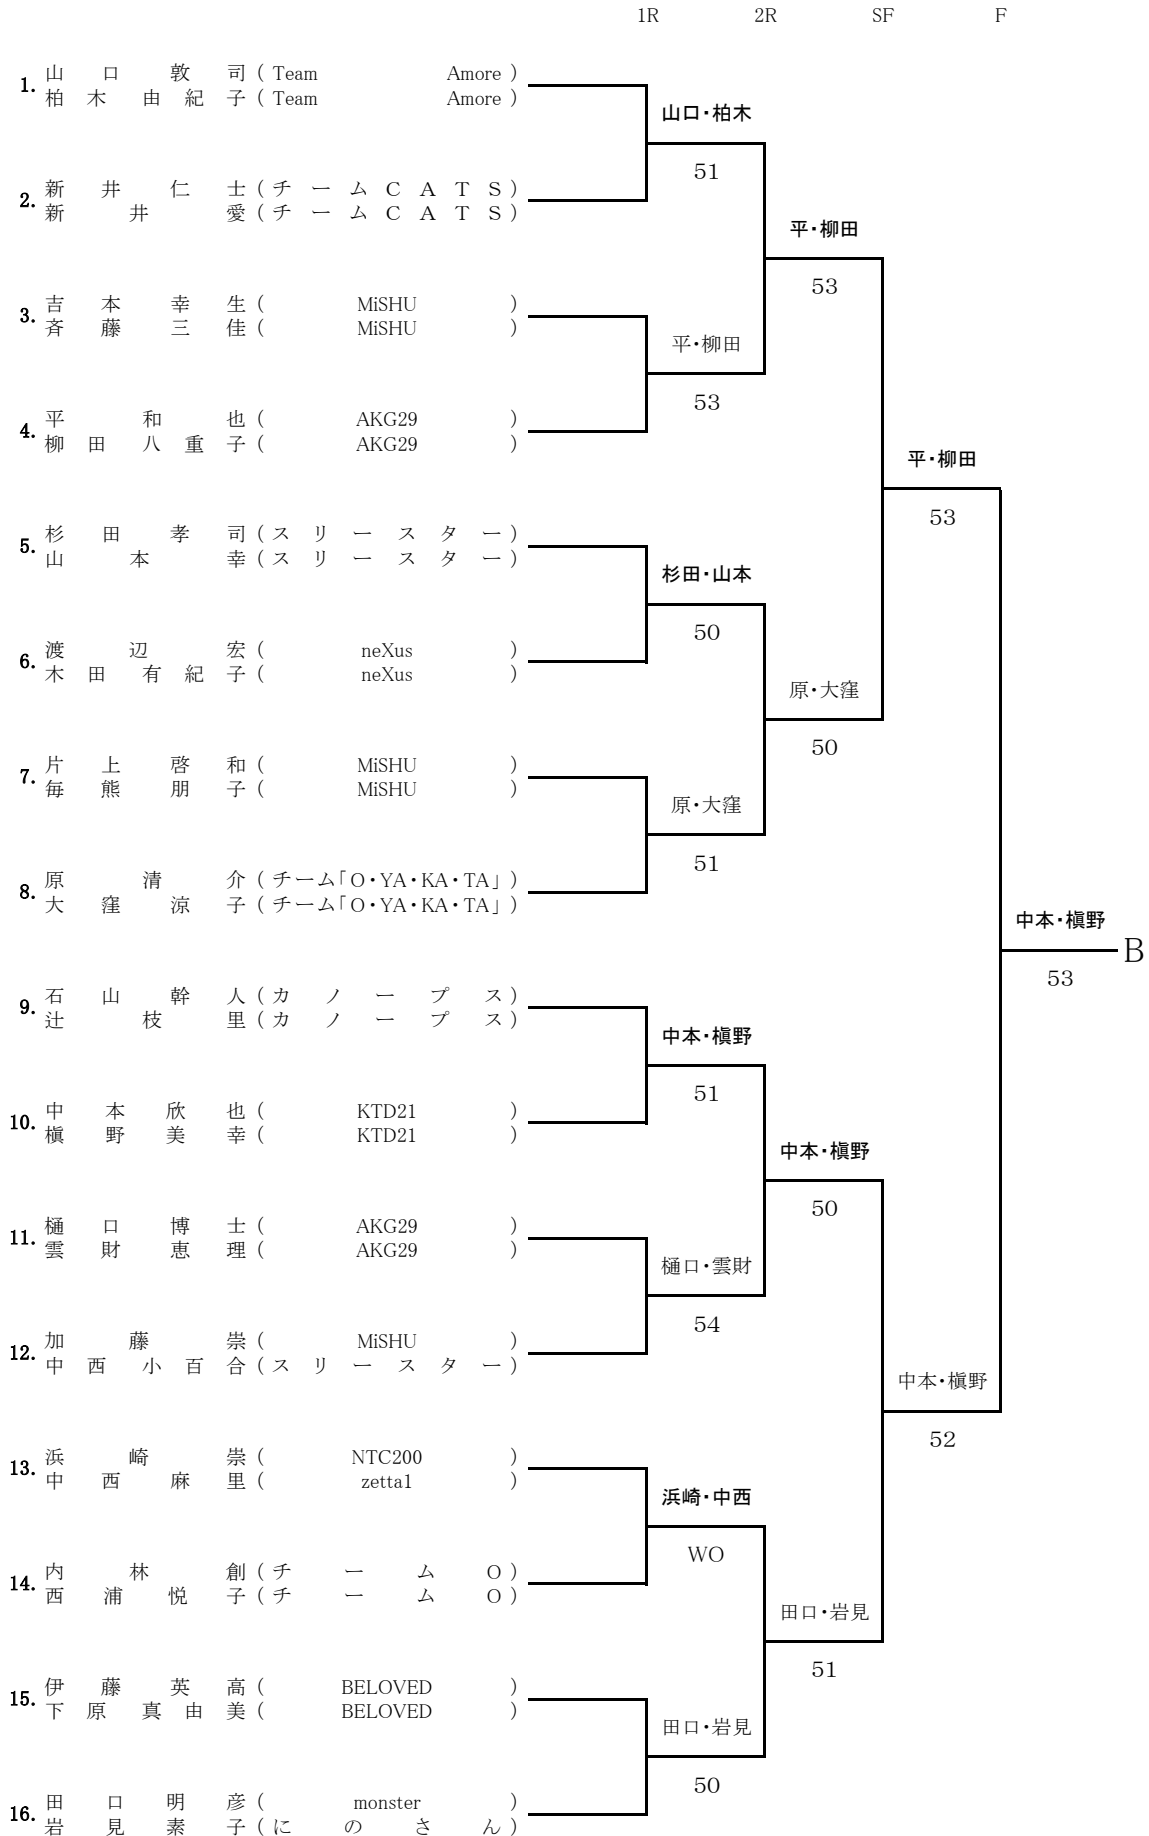 1R 2R SF F
1. 山口敦司 ( Team Amore )
柏木由紀子 ( Team Amore )
山口・柏木
51
2. 新井仁士 ( チームＣＡＴＳ )
新井愛 ( チームＣＡＴＳ )
平・柳田
53
3. 吉本幸生 ( MiSHU )
斉藤三佳 ( MiSHU )
平・柳田
53
4. 平和也 ( AKG29 )
柳田八重子 ( AKG29 )
平・柳田
53
5. 杉田孝司 ( スリースター )
山本幸 ( スリースター )
杉田・山本
50
6. 渡辺宏 ( neXus )
木田有紀子 ( neXus )
原・大窪
50
7. 片上啓和 ( MiSHU )
毎熊朋子 ( MiSHU )
原・大窪
51
8. 原清介 ( チーム「O・YA・KA・TA」 )
大窪涼子 ( チーム「O・YA・KA・TA」 )
中本・槇野
B
53
9. 石山幹人 ( カノープス )
辻枝里 ( カノープス )
中本・槇野
51
10. 中本欣也 ( KTD21 )
槇野美幸 ( KTD21 )
中本・槇野
50
11. 樋口博士 ( AKG29 )
雲財恵理 ( AKG29 )
樋口・雲財
54
12. 加藤崇 ( MiSHU )
中西小百合 ( スリースター )
中本・槇野
52
13. 浜崎崇 ( NTC200 )
中西麻里 ( zetta1 )
浜崎・中西
WO
14. 内林創 ( チームＯ )
西浦悦子 ( チームＯ )
田口・岩見
51
15. 伊藤英高 ( BELOVED )
下原真由美 ( BELOVED )
田口・岩見
50
16. 田口明彦 ( monster )
岩見素子 ( にのさん )